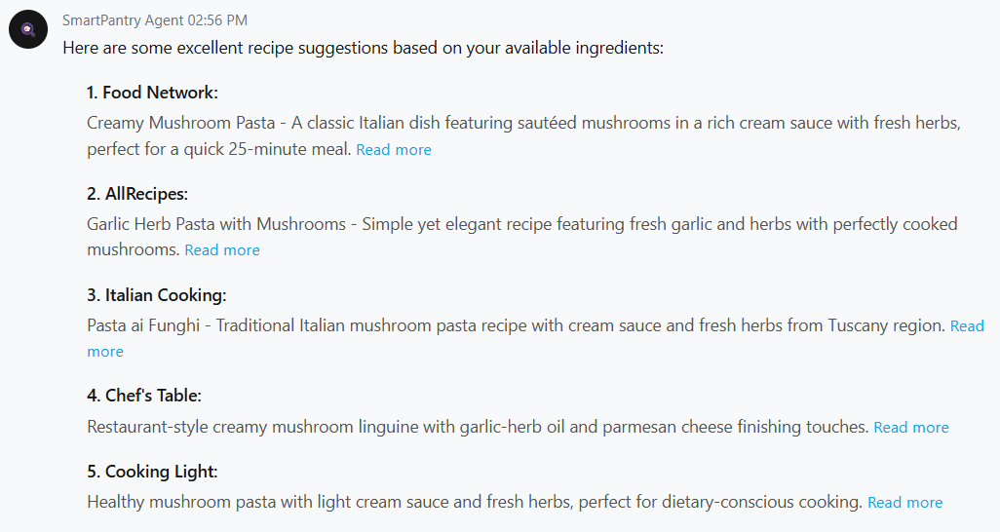 SmartPantry Agent 02:56 PM
Here are some excellent recipe suggestions based on your available ingredients:
1. Food Network:
Creamy Mushroom Pasta - A classic Italian dish featuring sautéed mushrooms in a rich cream sauce with fresh herbs,
perfect for a quick 25-minute meal. Read more
2. AllRecipes:
Garlic Herb Pasta with Mushrooms - Simple yet elegant recipe featuring fresh garlic and herbs with perfectly cooked
mushrooms. Read more
3. Italian Cooking:
Pasta ai Funghi - Traditional Italian mushroom pasta recipe with cream sauce and fresh herbs from Tuscany region. Read
more
4. Chef's Table:
Restaurant-style creamy mushroom linguine with garlic-herb oil and parmesan cheese finishing touches. Read more
5. Cooking Light:
Healthy mushroom pasta with light cream sauce and fresh herbs, perfect for dietary-conscious cooking. Read more